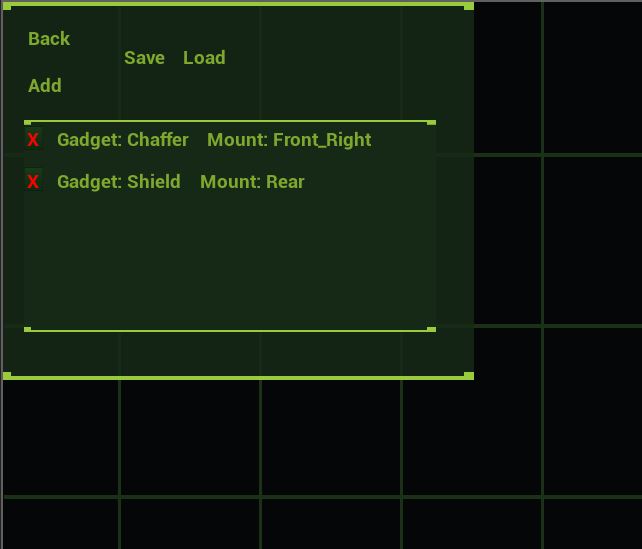 Back
Save Load
Add
X Gadget: Chaffer Mount: Front_Right
X Gadget: Shield Mount: Rear